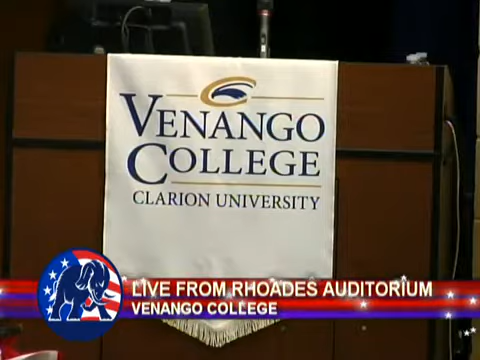 VENANGO
COLLEGE
CLARION UNIVERSITY
LIVE FROM RHOADES AUDITORIUM
VENANGO COLLEGE